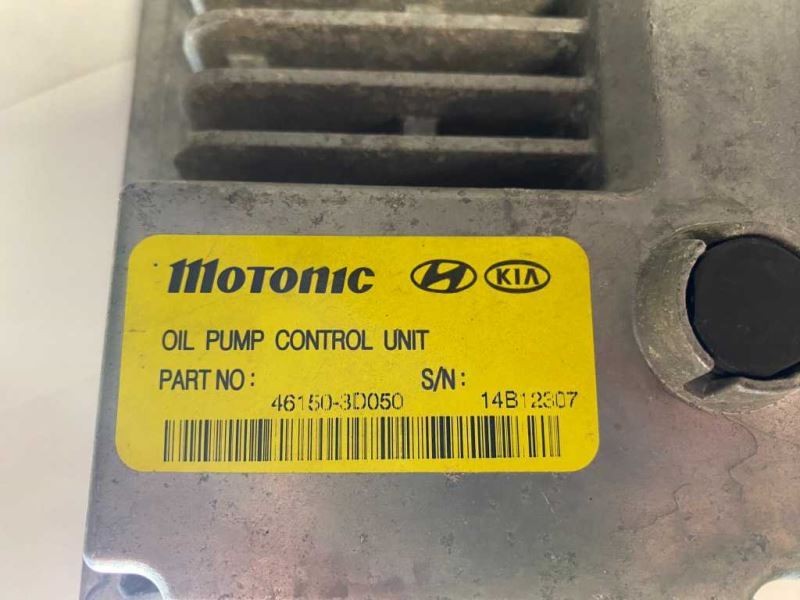 MOTONIC KIA
OIL PUMP CONTROL UNIT
PART NO : S/N :
46150-3D050 14B12307